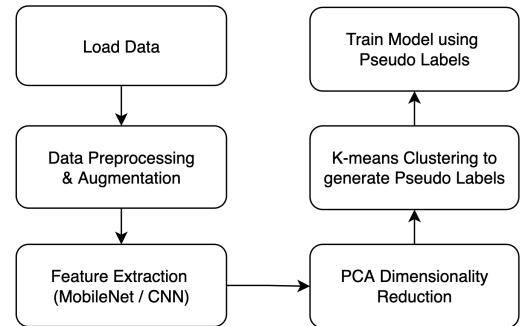 Load Data
Data Preprocessing
& Augmentation
Feature Extraction
(MobileNet / CNN)
PCA Dimensionality
Reduction
K-means Clustering to
generate Pseudo Labels
Train Model using
Pseudo Labels